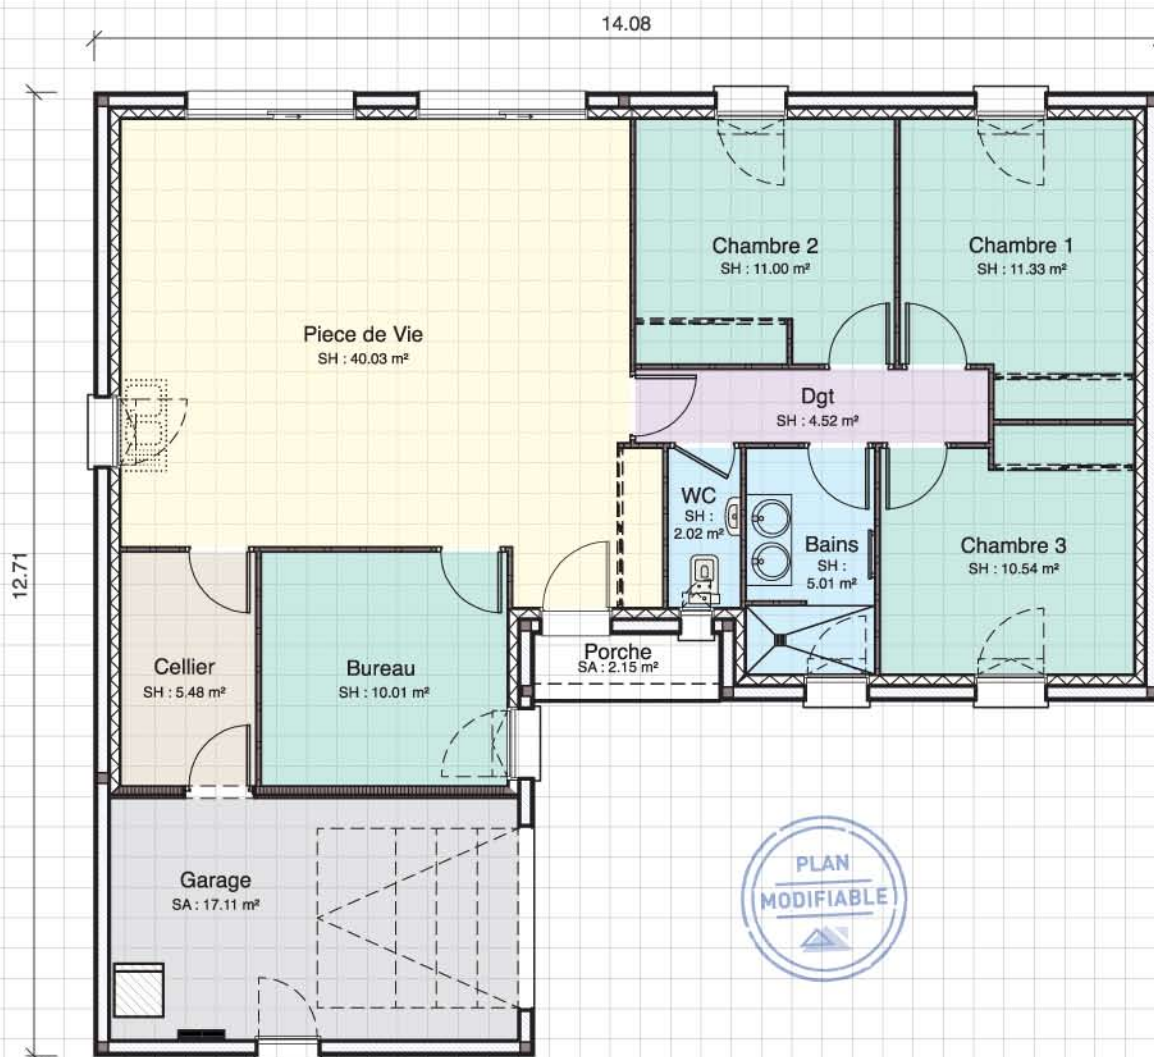 14.08
12.71
Chambre 2
SH : 11.00 m²
Chambre 1
SH : 11.33 m²
Piece de Vie
SH : 40.03 m²
Dgt
SH : 4.52 m²
WC
SH :
2.02 m²
Bains
SH :
5.01 m²
Chambre 3
SH : 10.54 m²
Cellier
SH : 5.48 m²
Bureau
SH : 10.01 m²
Porche
SA : 2.15 m²
Garage
SA : 17.11 m²
PLAN
MODIFIABLE